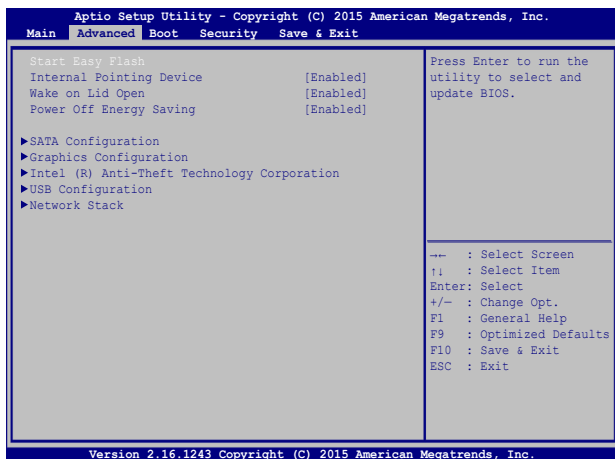 Aptio Setup Utility - Copyright (C) 2015 American Megatrends, Inc.
Main Advanced Boot Security Save & Exit
Start Easy Flash
Internal Pointing Device [Enabled]
Wake on Lid Open [Enabled]
Power Off Energy Saving [Enabled]
▶SATA Configuration
▶Graphics Configuration
▶Intel (R) Anti-Theft Technology Corporation
▶USB Configuration
▶Network Stack
Press Enter to run the
utility to select and
update BIOS.
→← : Select Screen
↑↓ : Select Item
Enter: Select
+/— : Change Opt.
F1 : General Help
F9 : Optimized Defaults
F10 : Save & Exit
ESC : Exit
Version 2.16.1243 Copyright (C) 2015 American Megatrends, Inc.